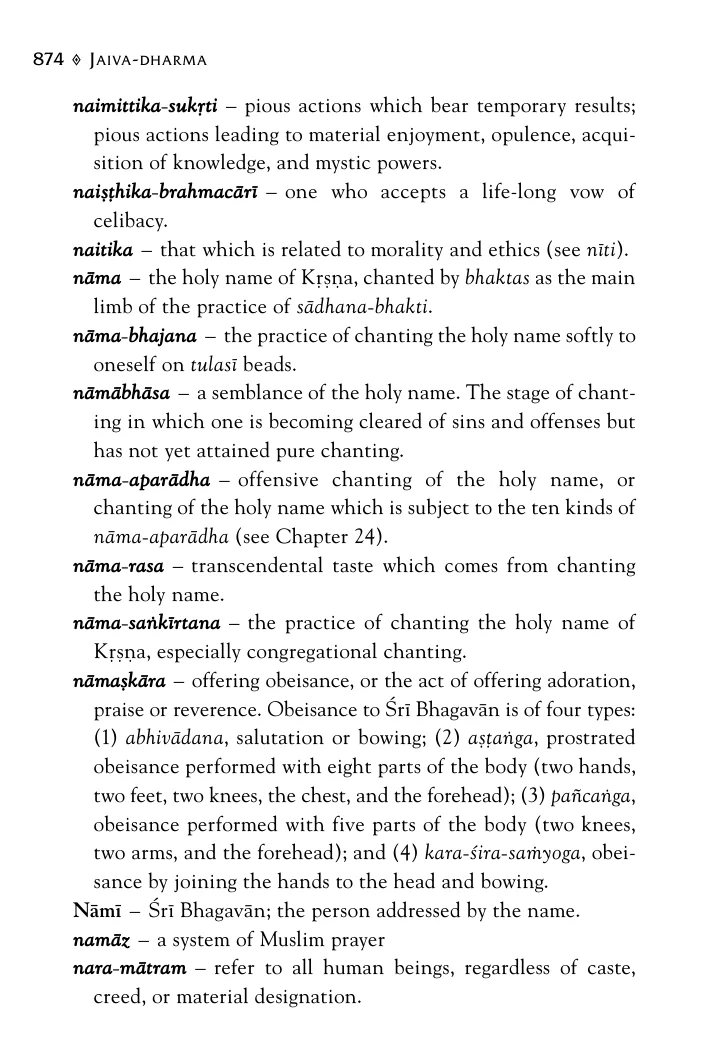 874 ⟡ JAIVA-DHARMA
naimittika-sukṛti – pious actions which bear temporary results;
pious actions leading to material enjoyment, opulence, acqui-
sition of knowledge, and mystic powers.
naiṣṭhika-brahmacārī – one who accepts a life-long vow of
celibacy.
naitika – that which is related to morality and ethics (see nīti).
nāma – the holy name of Kṛṣṇa, chanted by bhaktas as the main
limb of the practice of sādhana-bhakti.
nāma-bhajana – the practice of chanting the holy name softly to
oneself on tulasī beads.
nāmābhāsa – a semblance of the holy name. The stage of chant-
ing in which one is becoming cleared of sins and offenses but
has not yet attained pure chanting.
nāma-aparādha – offensive chanting of the holy name, or
chanting of the holy name which is subject to the ten kinds of
nāma-aparādha (see Chapter 24).
nāma-rasa – transcendental taste which comes from chanting
the holy name.
nāma-saṅkīrtana – the practice of chanting the holy name of
Kṛṣṇa, especially congregational chanting.
nāmaṣkāra – offering obeisance, or the act of offering adoration,
praise or reverence. Obeisance to Śrī Bhagavān is of four types:
(1) abhivādana, salutation or bowing; (2) aṣṭaṅga, prostrated
obeisance performed with eight parts of the body (two hands,
two feet, two knees, the chest, and the forehead); (3) pañcaṅga,
obeisance performed with five parts of the body (two knees,
two arms, and the forehead); and (4) kara-śira-saṁyoga, obei-
sance by joining the hands to the head and bowing.
Nāmī – Śrī Bhagavān; the person addressed by the name.
namāz – a system of Muslim prayer
nara-mātram – refer to all human beings, regardless of caste,
creed, or material designation.